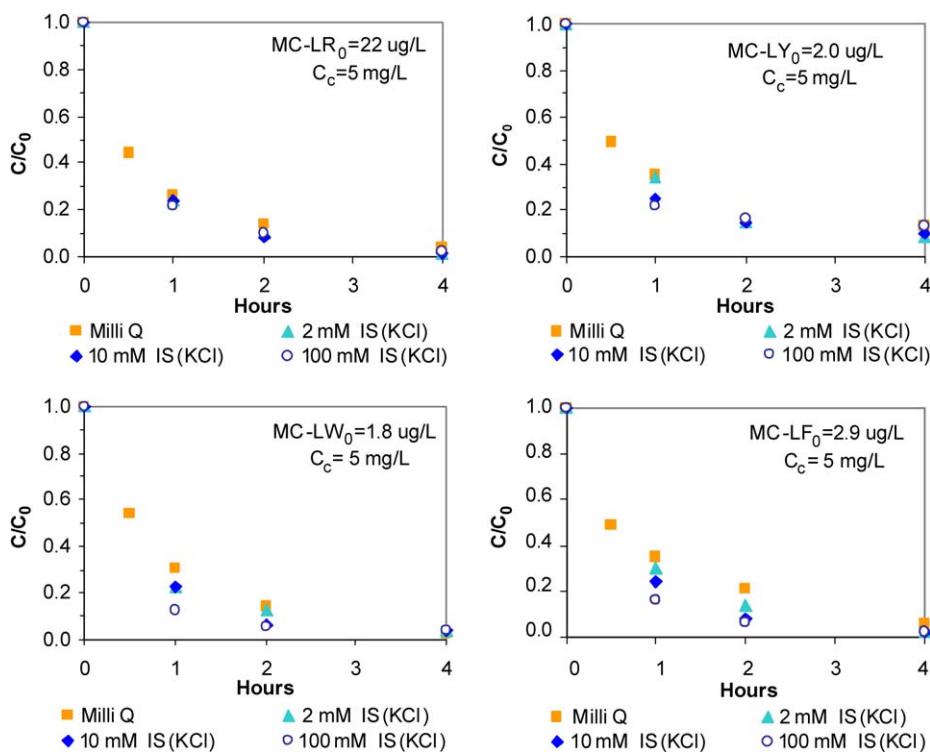 1.0
0.8
0.6
0.4
0.2
0.0
C/C₀
MC-LR₀=22 ug/L
C_c=5 mg/L
0 1 2 3 4
Hours
Milli Q 2 mM IS (KCl)
10 mM IS (KCl) 100 mM IS (KCl)
1.0
0.8
0.6
0.4
0.2
0.0
C/C₀
MC-LY₀=2.0 ug/L
C_c=5 mg/L
0 1 2 3 4
Hours
Milli Q 2 mM IS (KCl)
10 mM IS (KCl) 100 mM IS (KCl)
1.0
0.8
0.6
0.4
0.2
0.0
C/C₀
MC-LW₀=1.8 ug/L
C_c= 5 mg/L
0 1 2 3 4
Hours
Milli Q 2 mM IS (KCl)
10 mM IS (KCl) 100 mM IS (KCl)
1.0
0.8
0.6
0.4
0.2
0.0
C/C₀
MC-LF₀=2.9 ug/L
C_c= 5 mg/L
0 1 2 3 4
Hours
Milli Q 2 mM IS (KCl)
10 mM IS (KCl) 100 mM IS (KCl)